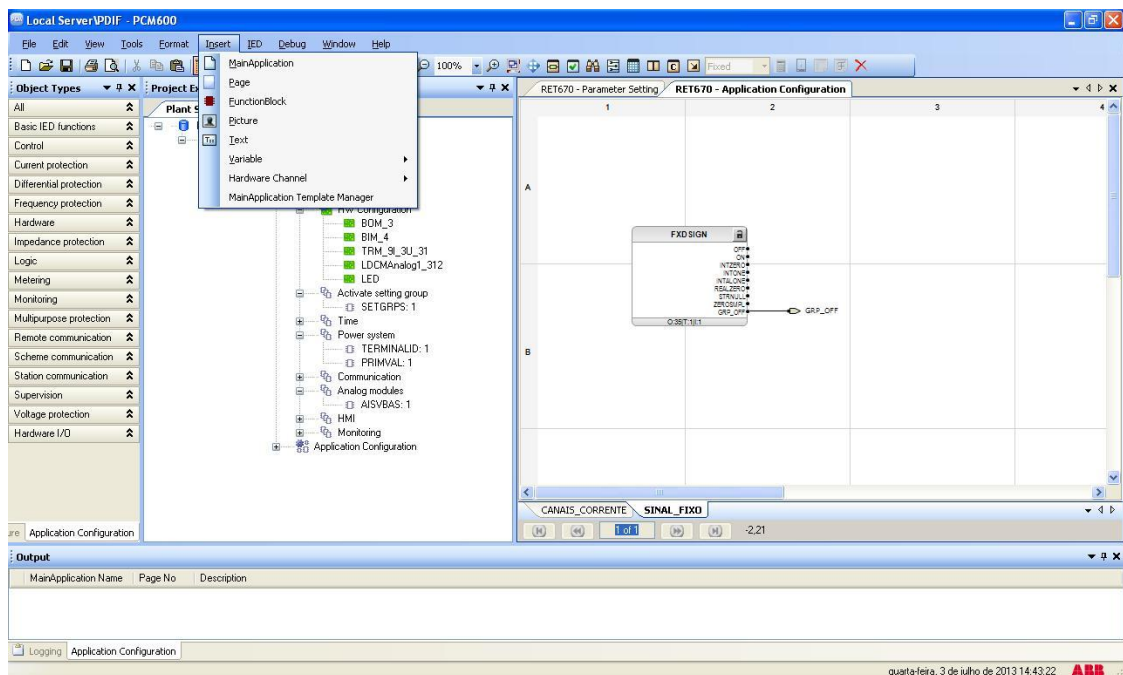 Local Server\PDIF - PCM600
File Edit View Tools Format Insert IED Debug Window Help
100% Fixed
MainApplication
Page
FunctionBlock
Picture
Text
Variable
Hardware Channel
MainApplication Template Manager
Object Types
All
Basic IED functions
Control
Current protection
Differential protection
Frequency protection
Hardware
Impedance protection
Logic
Metering
Monitoring
Multipurpose protection
Remote communication
Scheme communication
Station communication
Supervision
Voltage protection
Hardware I/O
Application Configuration
Project Ex
Plant S
HW Configuration
BOM_3
BIM_4
TRM_9I_3U_31
LDCMAnalog1_312
LED
Activate setting group
SETGRPS: 1
Time
Power system
TERMINALID: 1
PRIMVAL: 1
Communication
Analog modules
AISVBAS: 1
HMI
Monitoring
Application Configuration
RET670 - Parameter Setting RET670 - Application Configuration
1 2 3 4
A
B
FXDSIGN
OFF
ON
INTZERO
INTONE
INTALONE
REALZERO
STRNULL
ZEROSMPL
GRP_OFF GRP_OFF
O:35|T:1|I:1
CANAIS_CORRENTE SINAL_FIXO
1 of 1 -2,21
Output
MainApplication Name Page No Description
Logging Application Configuration
quarta-feira, 3 de julho de 2013 14:43:22 ABB